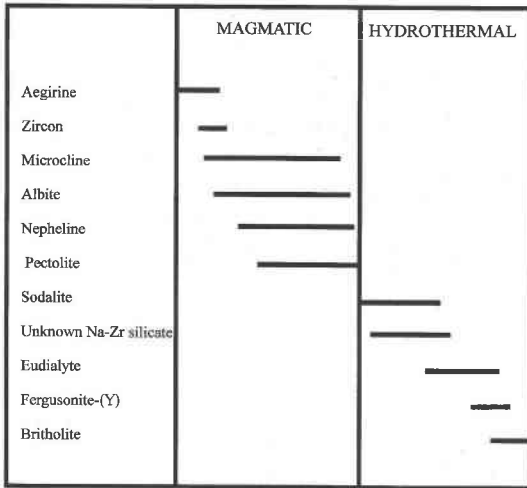 MAGMATIC HYDROTHERMAL
Aegirine
Zircon
Microcline
Albite
Nepheline
Pectolite
Sodalite
Unknown Na-Zr silicate
Eudialyte
Fergusonite-(Y)
Britholite